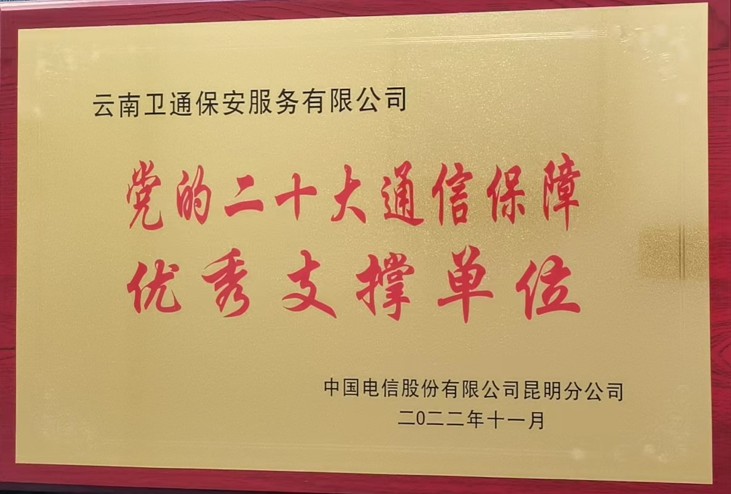 云南卫通保安服务有限公司
党的二十大通信保障
优秀支撑单位
中国电信股份有限公司昆明分公司
二〇二二年十一月